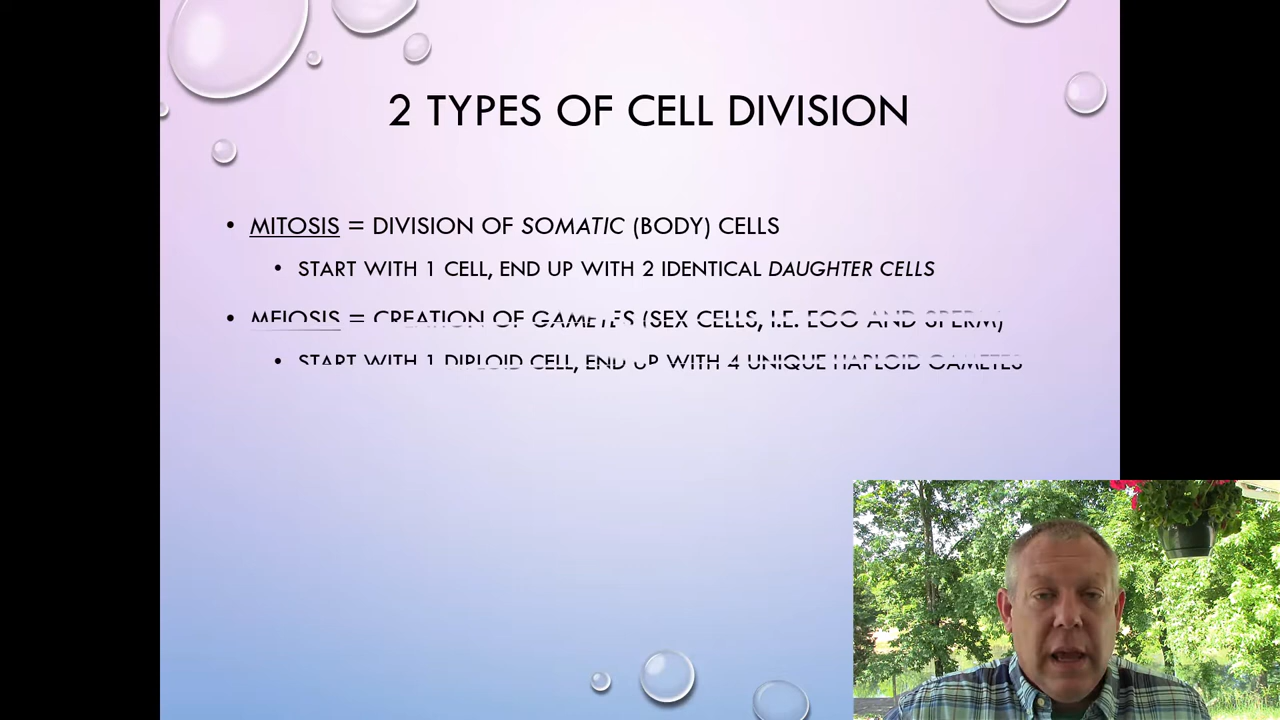 2 TYPES OF CELL DIVISION
• MITOSIS = DIVISION OF SOMATIC (BODY) CELLS
• START WITH 1 CELL, END UP WITH 2 IDENTICAL DAUGHTER CELLS
• MEIOSIS = CREATION OF GAMETES (SEX CELLS, I.E. EGG AND SPERM)
• START WITH 1 DIPLOID CELL, END UP WITH 4 UNIQUE HAPLOID GAMETES